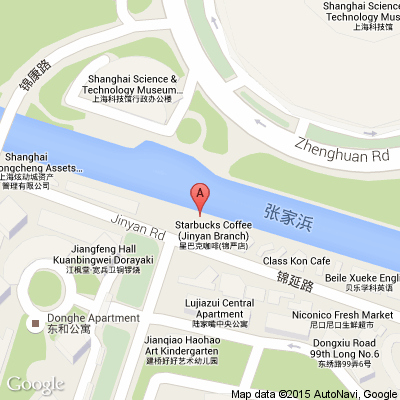 Shanghai Scie
Technology Muse
上海科技馆
锦康路
Shanghai Science &
Technology Museum...
上海科技馆行政办公楼
Zhenghuan Rd
Shanghai
ongcheng Assets...
上海炫动城资产
管理有限公司
A
张家浜
Jinyan Rd
Starbucks Coffee
(Jinyan Branch)
星巴克咖啡(锦严店)
Jiangfeng Hall
Kuanbingwei Dorayaki
江枫堂·宽兵卫铜锣烧
Class Kon Cafe
锦延路
Beile Xueke Engli
贝乐学科英语
Donghe Apartment
东和公寓
Lujiazui Central
Apartment
陆家嘴中央公寓
Niconico Fresh Market
尼口尼口生鲜超市
Jianqiao Haohao
Art Kindergarten
建桥好好艺术幼儿园
Dongxiu Road
99th Long No.6
东绣路99弄6号
Google
Map data ©2015 AutoNavi, Google